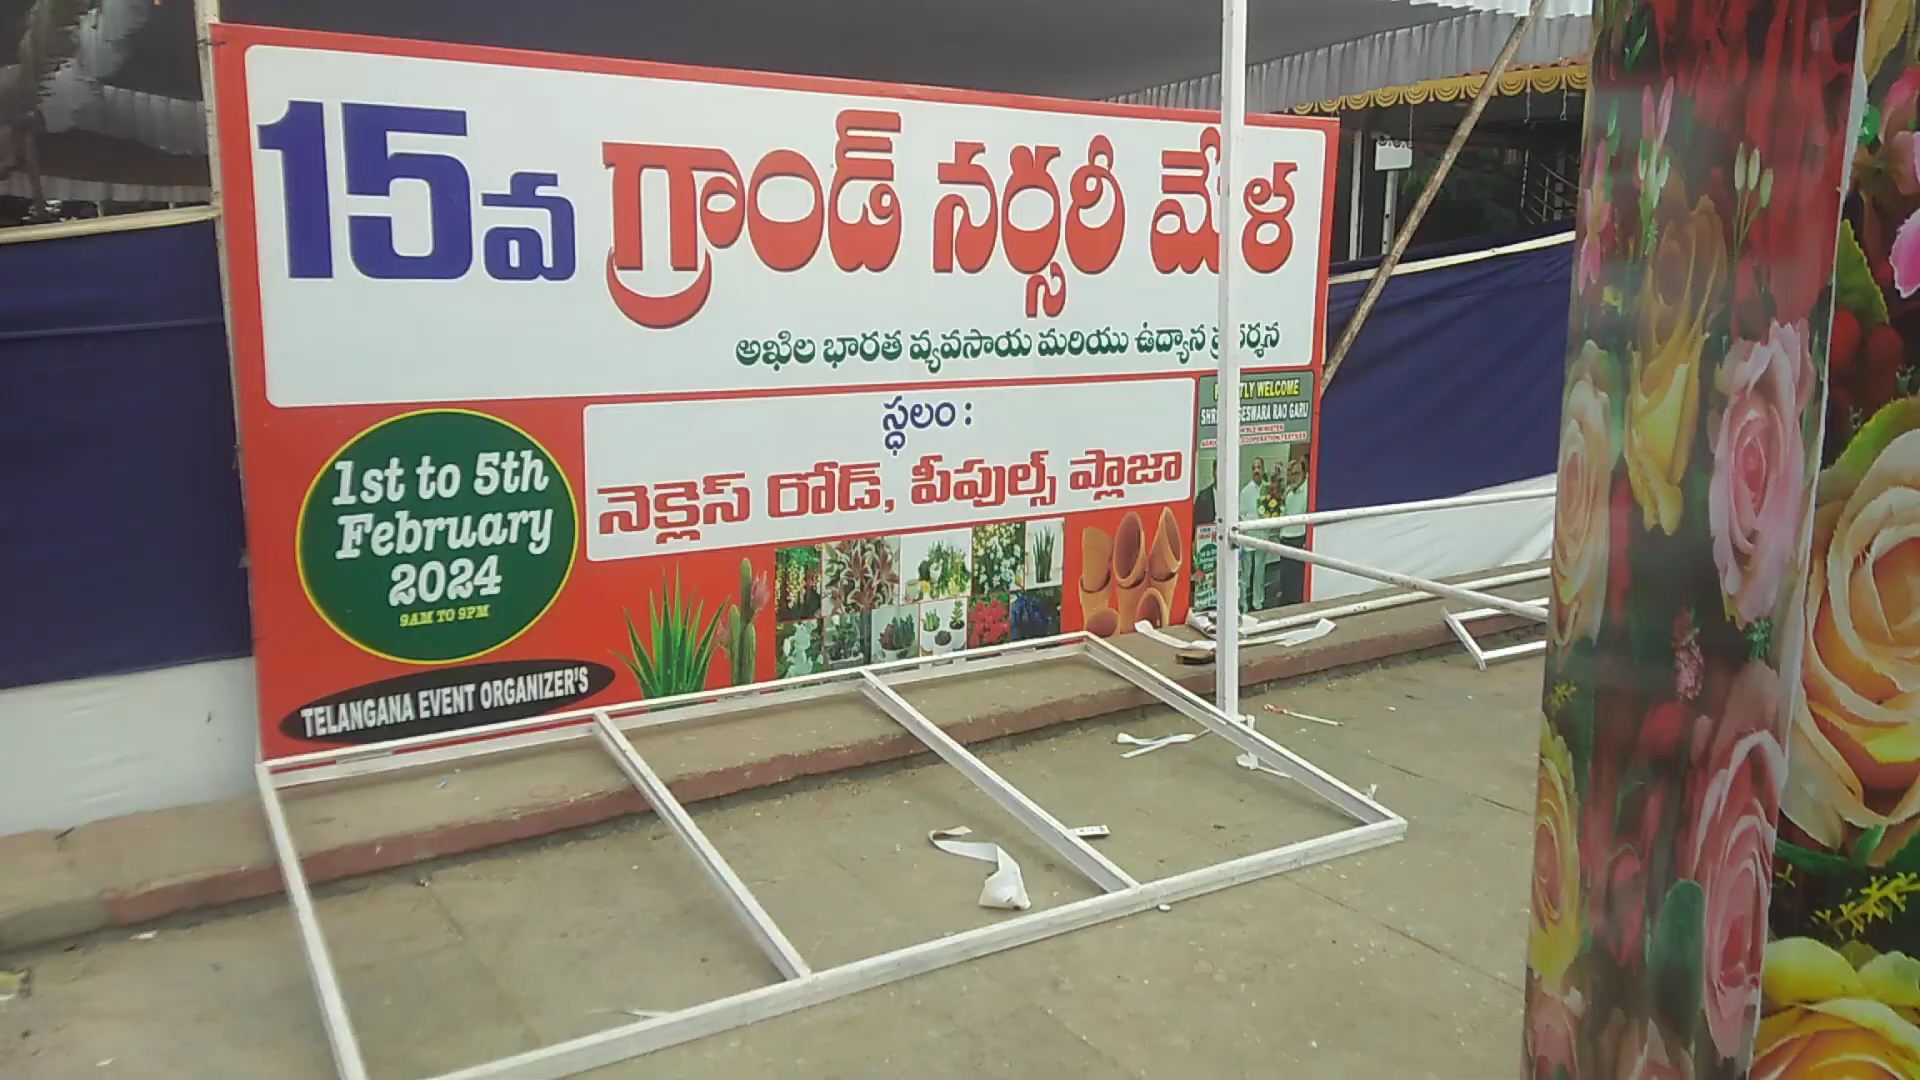 15వ గ్రాండ్ నర్సరీ మేళ
అఖిల భారత వ్యవసాయ మరియు ఉద్యాన ప్రదర్శన
స్థలం :
నెక్లెస్ రోడ్, పీపుల్స్ ప్లాజా
1st to 5th
February
2024
9AM TO 9PM
TELANGANA EVENT ORGANIZER'S
WELCOME
RAO GARU